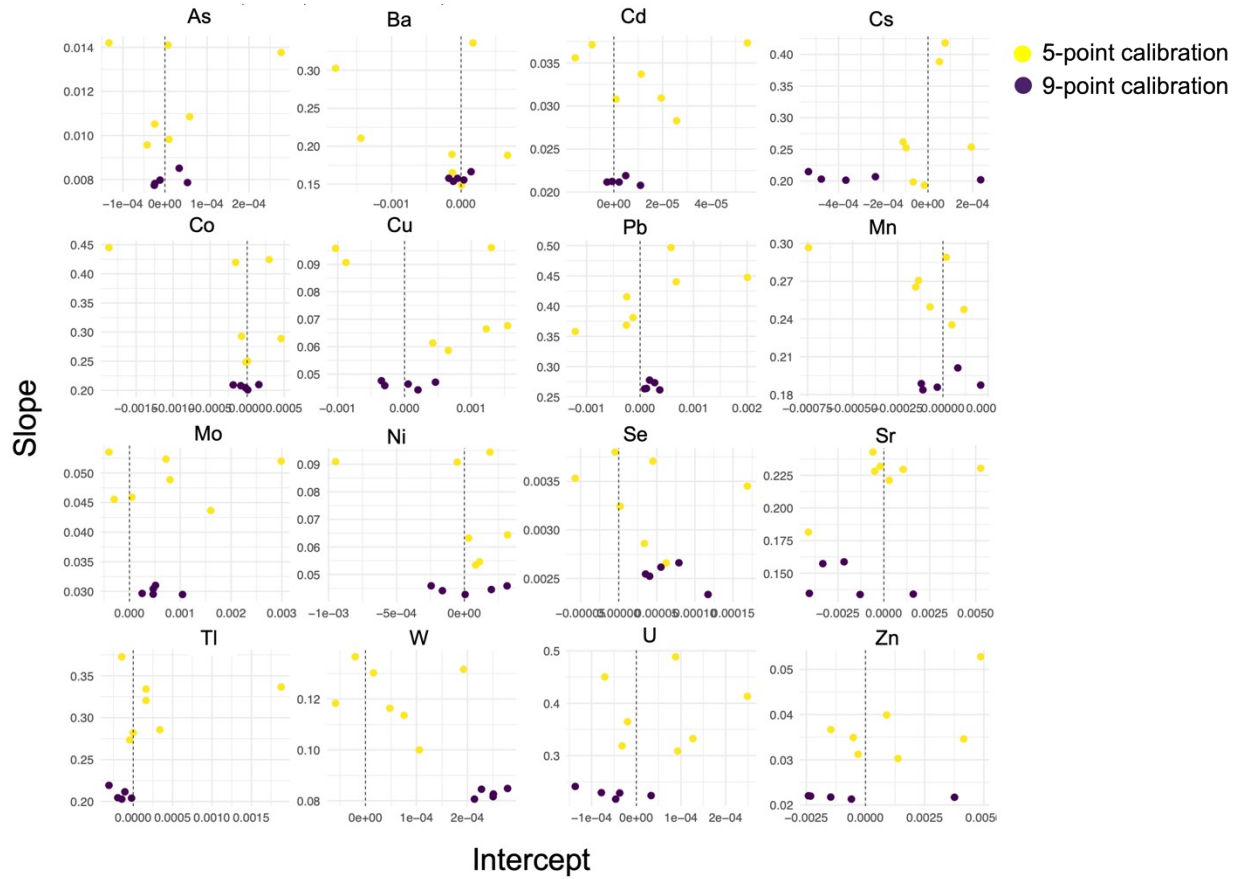 As Ba Cd Cs
5-point calibration
9-point calibration
0.014 0.012 0.010 0.008
0.30 0.25 0.20 0.15
0.035 0.030 0.025 0.020
0.40 0.35 0.30 0.25 0.20
−1e−04 0e+00 1e−04 2e−04
−0.001 0.000
0e+00 2e−05 4e−05
−4e−04 −2e−04 0e+00 2e−04
Co Cu Pb Mn
0.45 0.40 0.35 0.30 0.25 0.20
0.09 0.08 0.07 0.06 0.05
0.50 0.45 0.40 0.35 0.30 0.25
0.30 0.27 0.24 0.21 0.18
−0.001 0.000 0.001
−0.001 0.000 0.001 0.002
Slope
Mo Ni Se Sr
0.050 0.045 0.040 0.035 0.030
0.09 0.08 0.07 0.06 0.05
0.0035 0.0030 0.0025
0.225 0.200 0.175 0.150
0.000 0.001 0.002 0.003
−1e−03 −5e−04 0e+00
−0.0025 0.0000 0.0025 0.0050
Tl W U Zn
0.35 0.30 0.25 0.20
0.12 0.10 0.08
0.5 0.4 0.3
0.05 0.04 0.03 0.02
0.0000 0.0005 0.0010 0.0015
0e+00 1e−04 2e−04
−1e−04 0e+00 1e−04 2e−04
−0.0025 0.0000 0.0025
Intercept